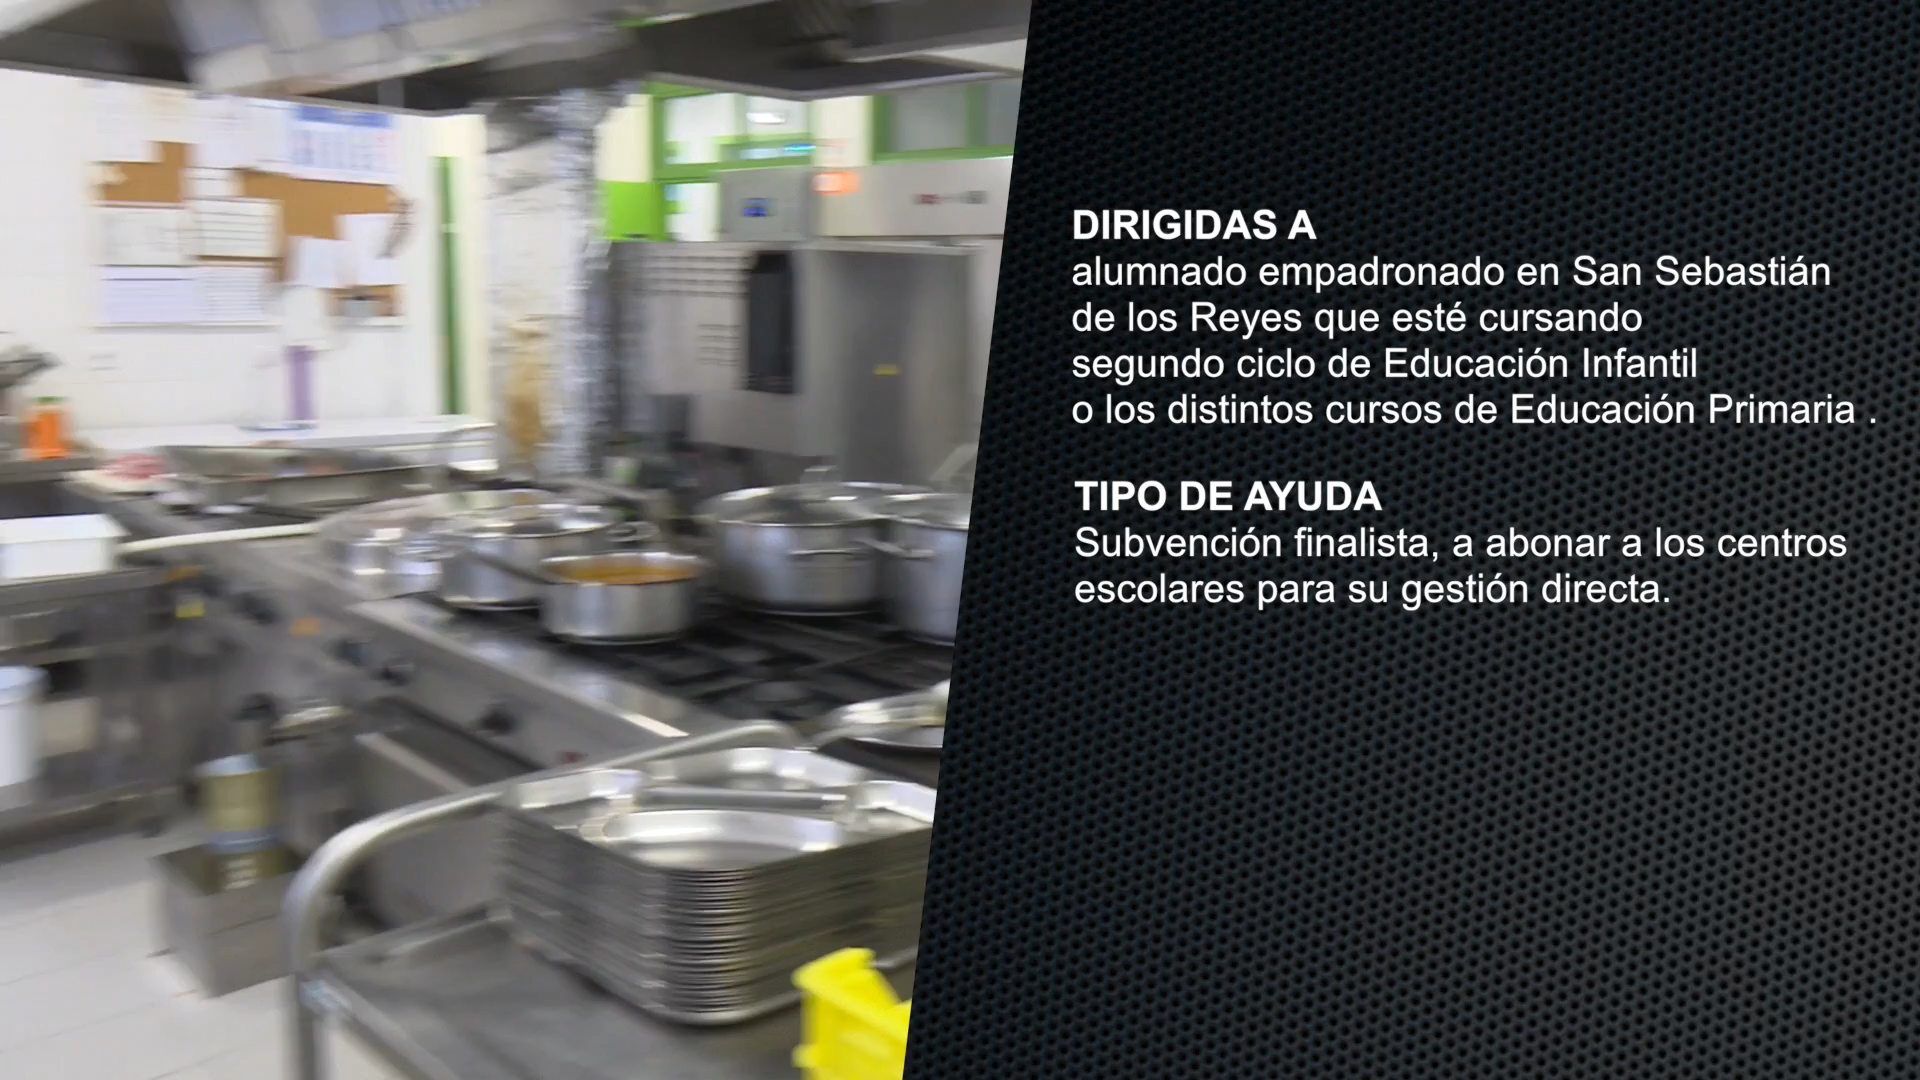 DIRIGIDAS A
alumnado empadronado en San Sebastián
de los Reyes que esté cursando
segundo ciclo de Educación Infantil
o los distintos cursos de Educación Primaria .
TIPO DE AYUDA
Subvención finalista, a abonar a los centros
escolares para su gestión directa.